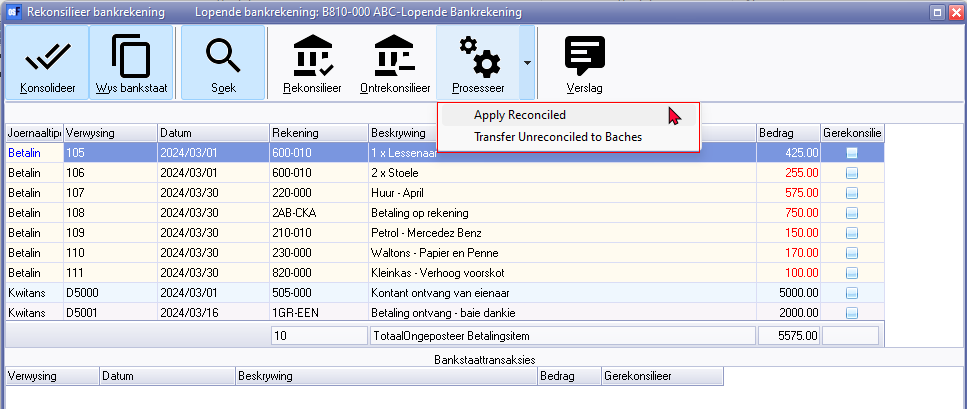 Rekonsilieer bankrekening Lopende bankrekening: B810-000 ABC-Lopende Bankrekening
Konsolideer Wys bankstaat Soek Rekonsilieer Ontrekonsilieer Prosesseer Verslag
Apply Reconciled
Transfer Unreconciled to Baches
Joernaaltipe Verwysing Datum Rekening Beskrywing Bedrag Gerekonsilie
Betalin 105 2024/03/01 600-010 1 x Lessenaar 425.00
Betalin 106 2024/03/01 600-010 2 x Stoele 255.00
Betalin 107 2024/03/30 220-000 Huur - April 575.00
Betalin 108 2024/03/30 2AB-CKA Betaling op rekening 750.00
Betalin 109 2024/03/30 210-010 Petrol - Mercedez Benz 150.00
Betalin 110 2024/03/30 230-000 Waltons - Papier en Penne 170.00
Betalin 111 2024/03/30 820-000 Kleinkas - Verhoog voorskot 100.00
Kwitans D5000 2024/03/01 505-000 Kontant ontvang van eienaar 5000.00
Kwitans D5001 2024/03/16 1GR-EEN Betaling ontvang - baie dankie 2000.00
10 TotaalOngeposteer Betalingsitem 5575.00
Bankstaattransaksies
Verwysing Datum Beskrywing Bedrag Gerekonsilieer